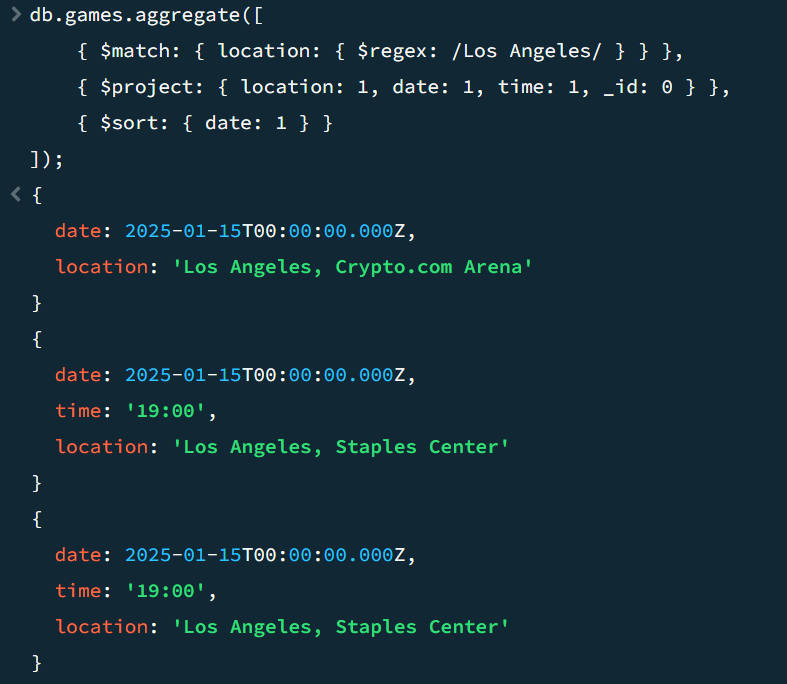 db.games.aggregate([
{ $match: { location: { $regex: /Los Angeles/ } } },
{ $project: { location: 1, date: 1, time: 1, _id: 0 } },
{ $sort: { date: 1 } }
]);
{
date: 2025-01-15T00:00:00.000Z,
location: 'Los Angeles, Crypto.com Arena'
}
{
date: 2025-01-15T00:00:00.000Z,
time: '19:00',
location: 'Los Angeles, Staples Center'
}
{
date: 2025-01-15T00:00:00.000Z,
time: '19:00',
location: 'Los Angeles, Staples Center'
}